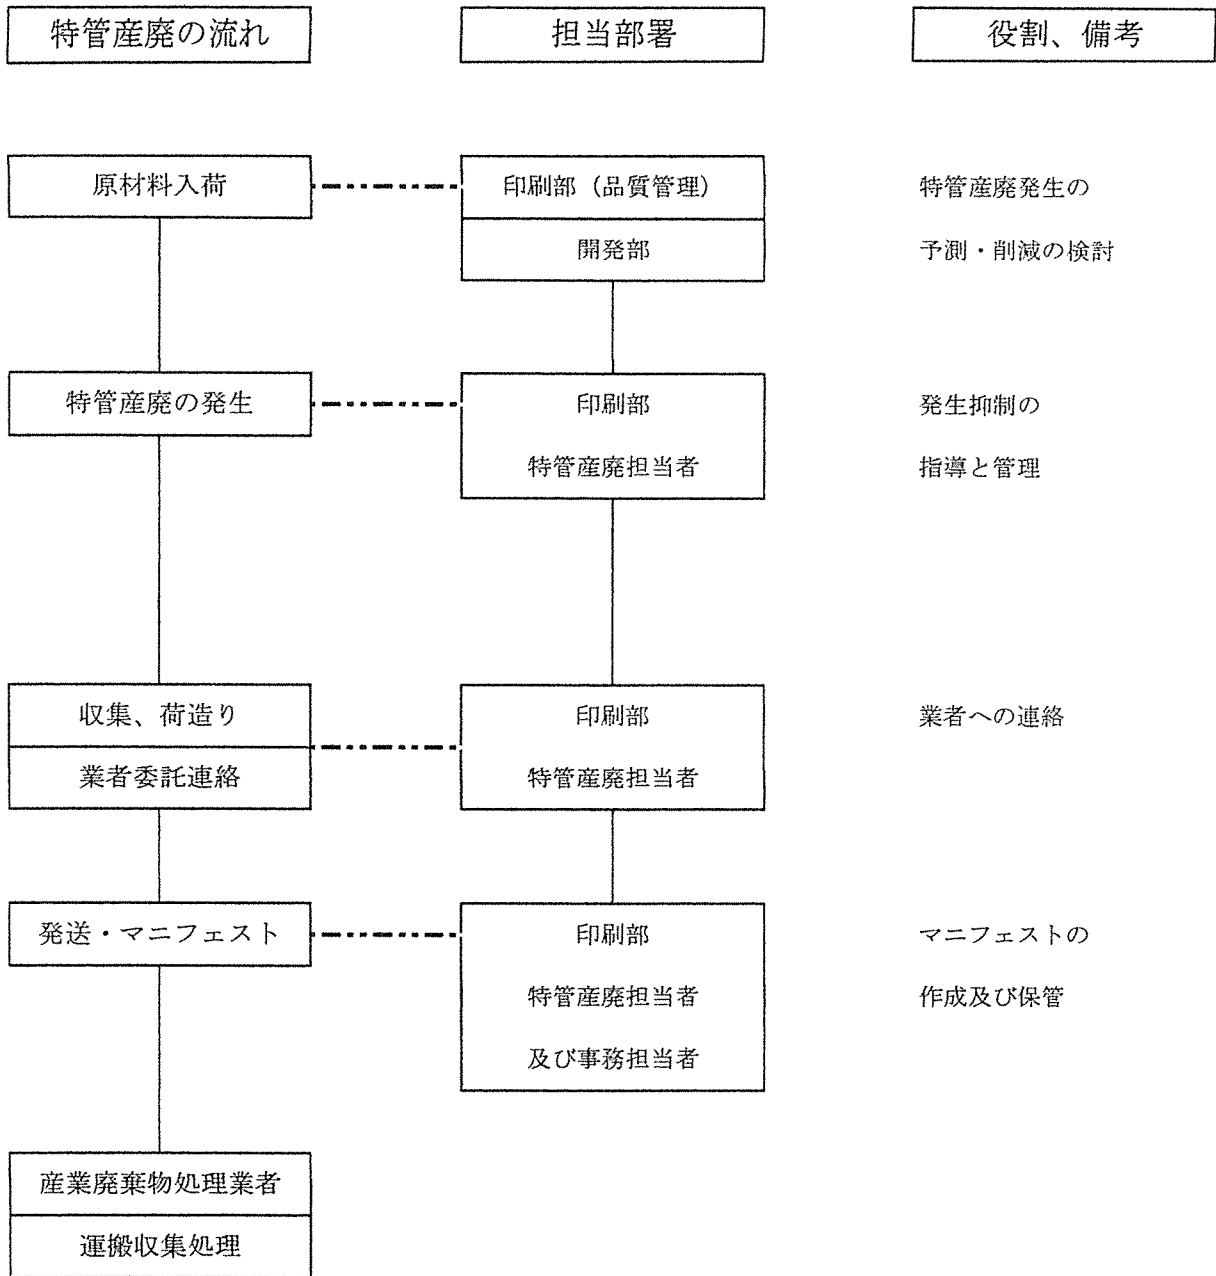 特管産廃の流れ
担当部署
役割、備考
原材料入荷
印刷部（品質管理）
特管産廃発生の
開発部
予測・削減の検討
特管産廃の発生
印刷部
発生抑制の
特管産廃担当者
指導と管理
収集、荷造り
印刷部
業者への連絡
業者委託連絡
特管産廃担当者
発送・マニフェスト
印刷部
マニフェストの
特管産廃担当者
作成及び保管
及び事務担当者
産業廃棄物処理業者
運搬収集処理